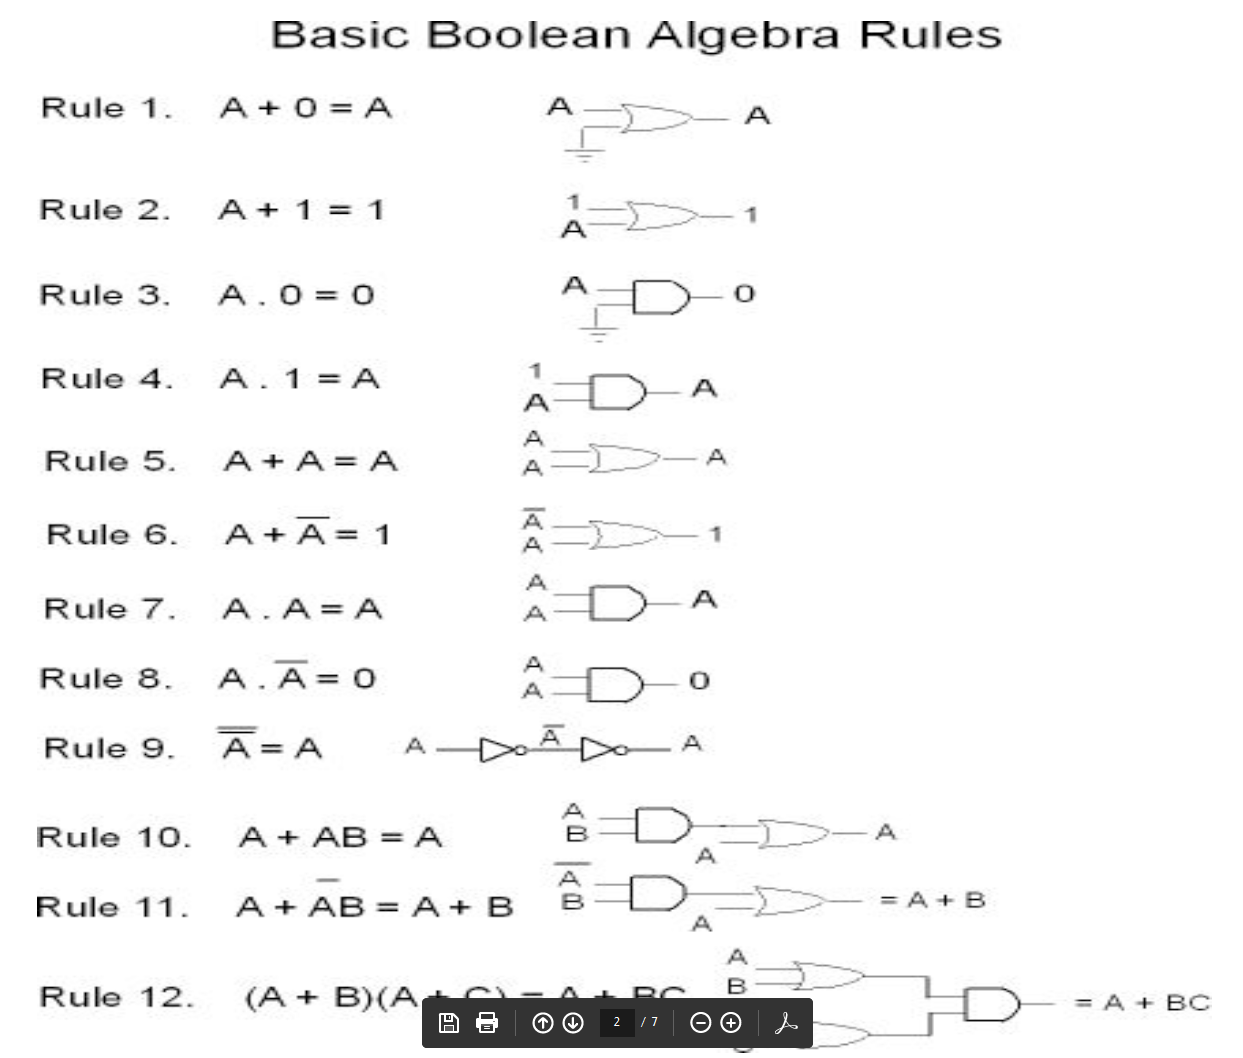 Basic Boolean Algebra Rules
Rule 1. A + 0 = A A A
Rule 2. A + 1 = 1 1 A 1
Rule 3. A . 0 = 0 A 0
Rule 4. A . 1 = A 1 A A
Rule 5. A + A = A A A A
Rule 6. A + A̅ = 1 A̅ A 1
Rule 7. A . A = A A A A
Rule 8. A . A̅ = 0 A A 0
Rule 9. A̿ = A A A̅ A
Rule 10. A + AB = A A B A A
Rule 11. A + A̅B = A + B A̅ B A = A + B
Rule 12. (A + B)(A + C) = A + BC A B = A + BC
2 / 7